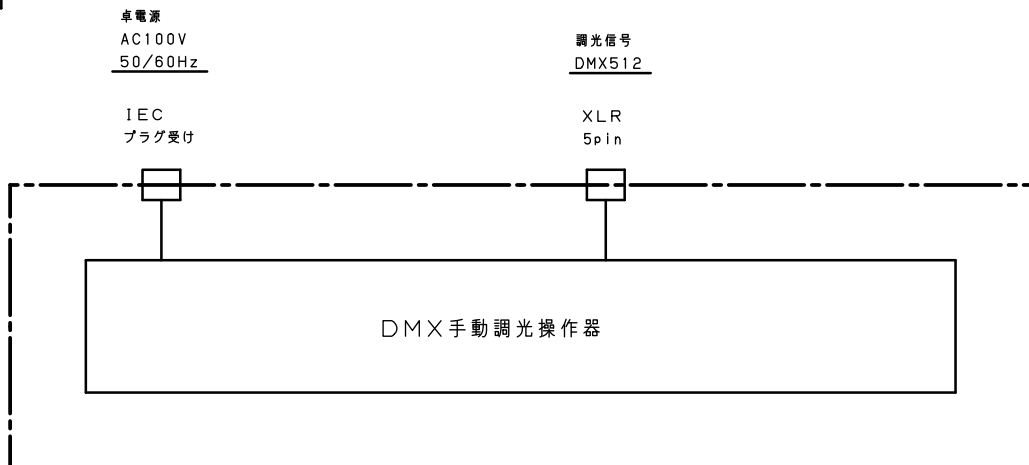 卓電源
AC100V
50/60Hz
IEC
プラグ受け
調光信号
DMX512
XLR
5pin
DMX手動調光操作器